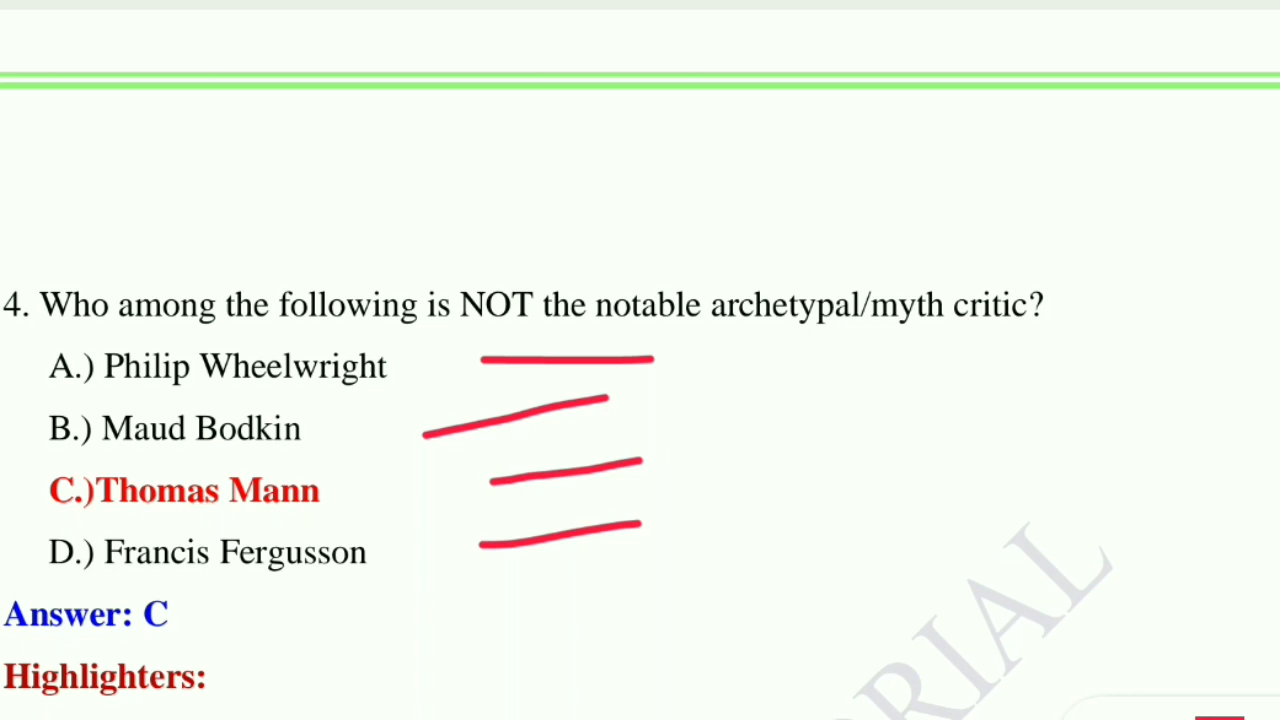 4. Who among the following is NOT the notable archetypal/myth critic?
A.) Philip Wheelwright
B.) Maud Bodkin
C.)Thomas Mann
D.) Francis Fergusson
Answer: C
Highlighters:
RIAL